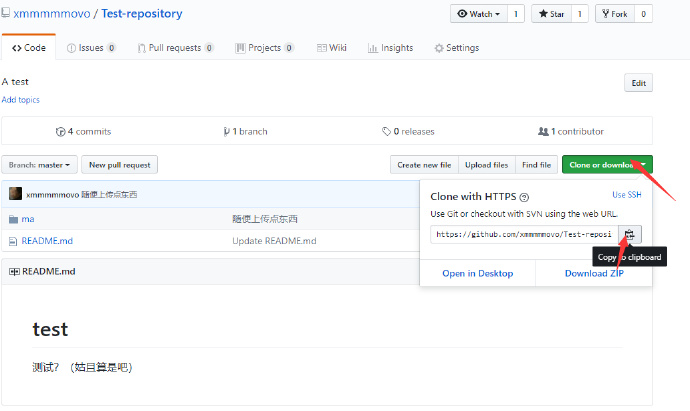 xmmmmmovo / Test-repository
Watch 1 Star 1 Fork 0
Code Issues 0 Pull requests 0 Projects 0 Wiki Insights Settings
A test Edit
Add topics
4 commits 1 branch 0 releases 1 contributor
Branch: master New pull request Create new file Upload files Find file Clone or download
xmmmmmovo 随便上传点东西
ma 随便上传点东西
README.md Update README.md
Clone with HTTPS Use SSH
Use Git or checkout with SVN using the web URL.
https://github.com/xmmmmmovo/Test-reposi
Copy to clipboard
Open in Desktop Download ZIP
README.md
test
测试？（姑且算是吧）